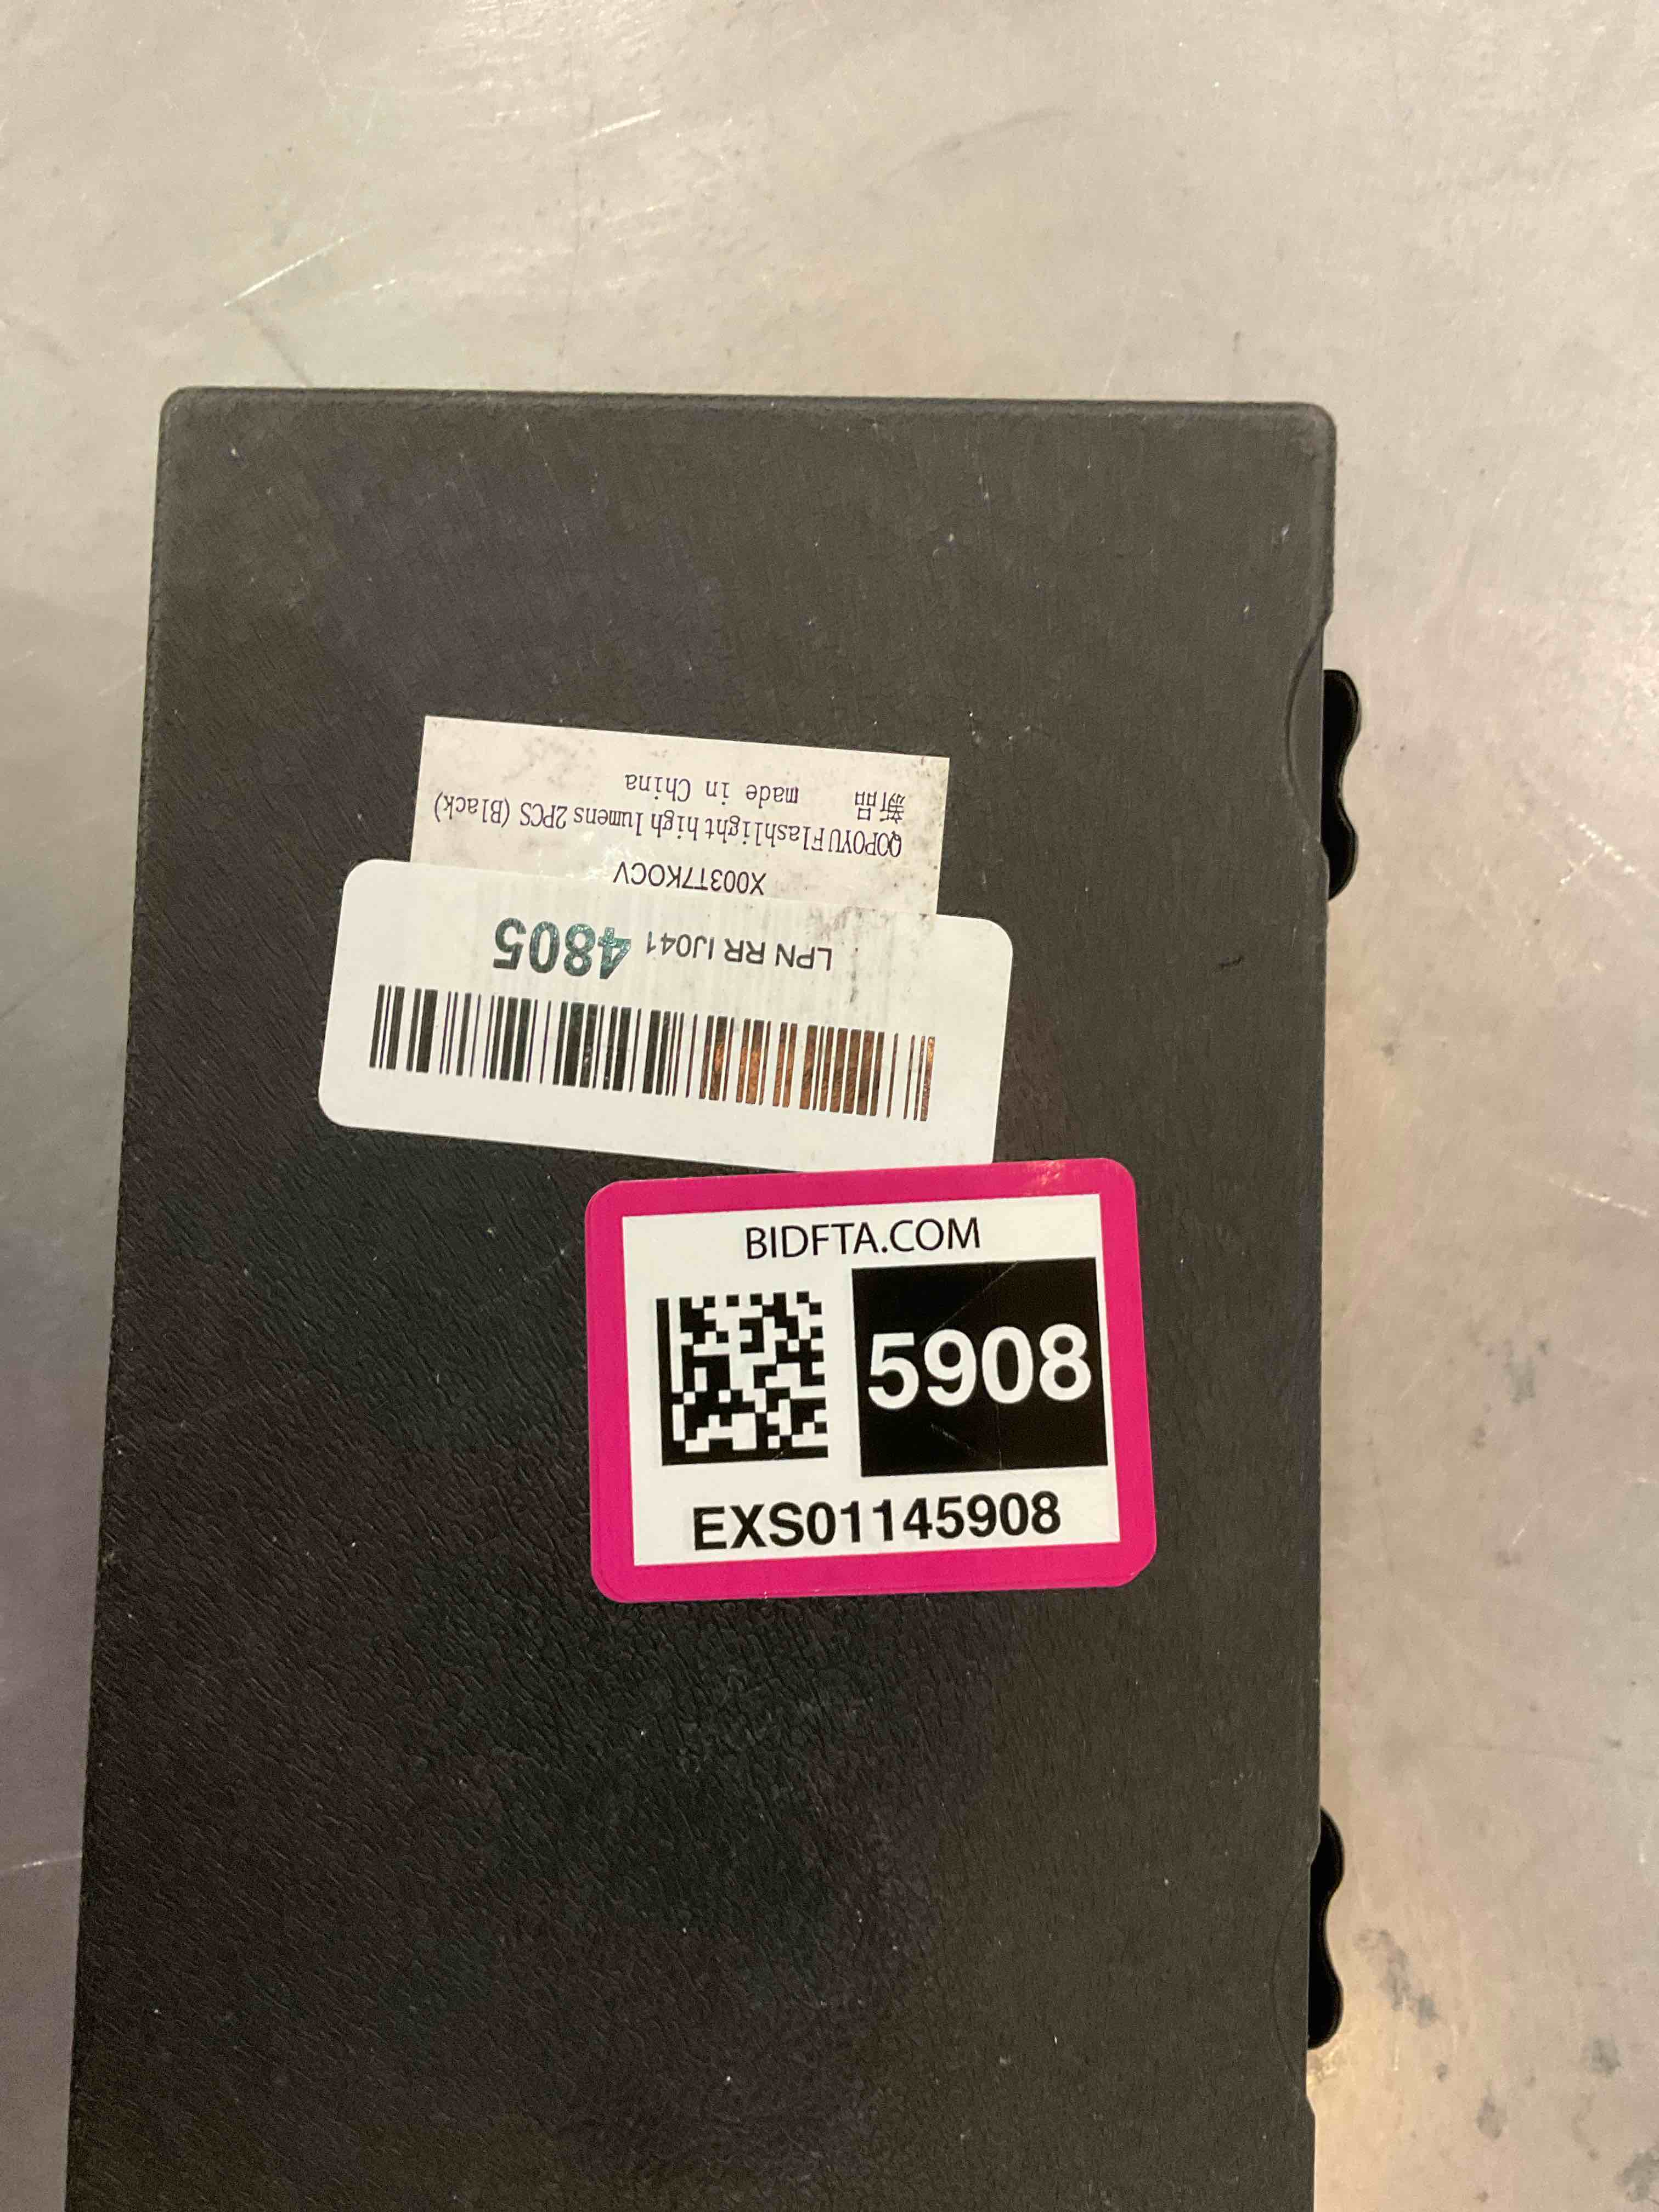 X003T7KOCV
QOPOYU Flashlight high lumens 2PCS (Black)
新品 made in China
LPN RR IJ041 4805
BIDFTA.COM
5908
EXS01145908